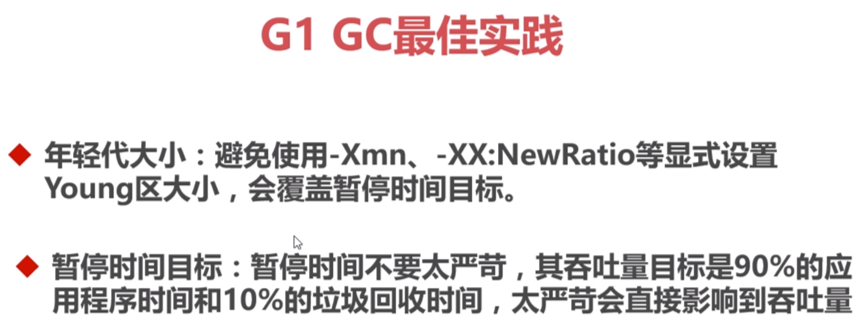 G1 GC最佳实践
年轻代大小：避免使用-Xmn、-XX:NewRatio等显式设置
Young区大小，会覆盖暂停时间目标。
暂停时间目标：暂停时间不要太严苛，其吞吐量目标是90%的应
用程序时间和10%的垃圾回收时间，太严苛会直接影响到吞吐量